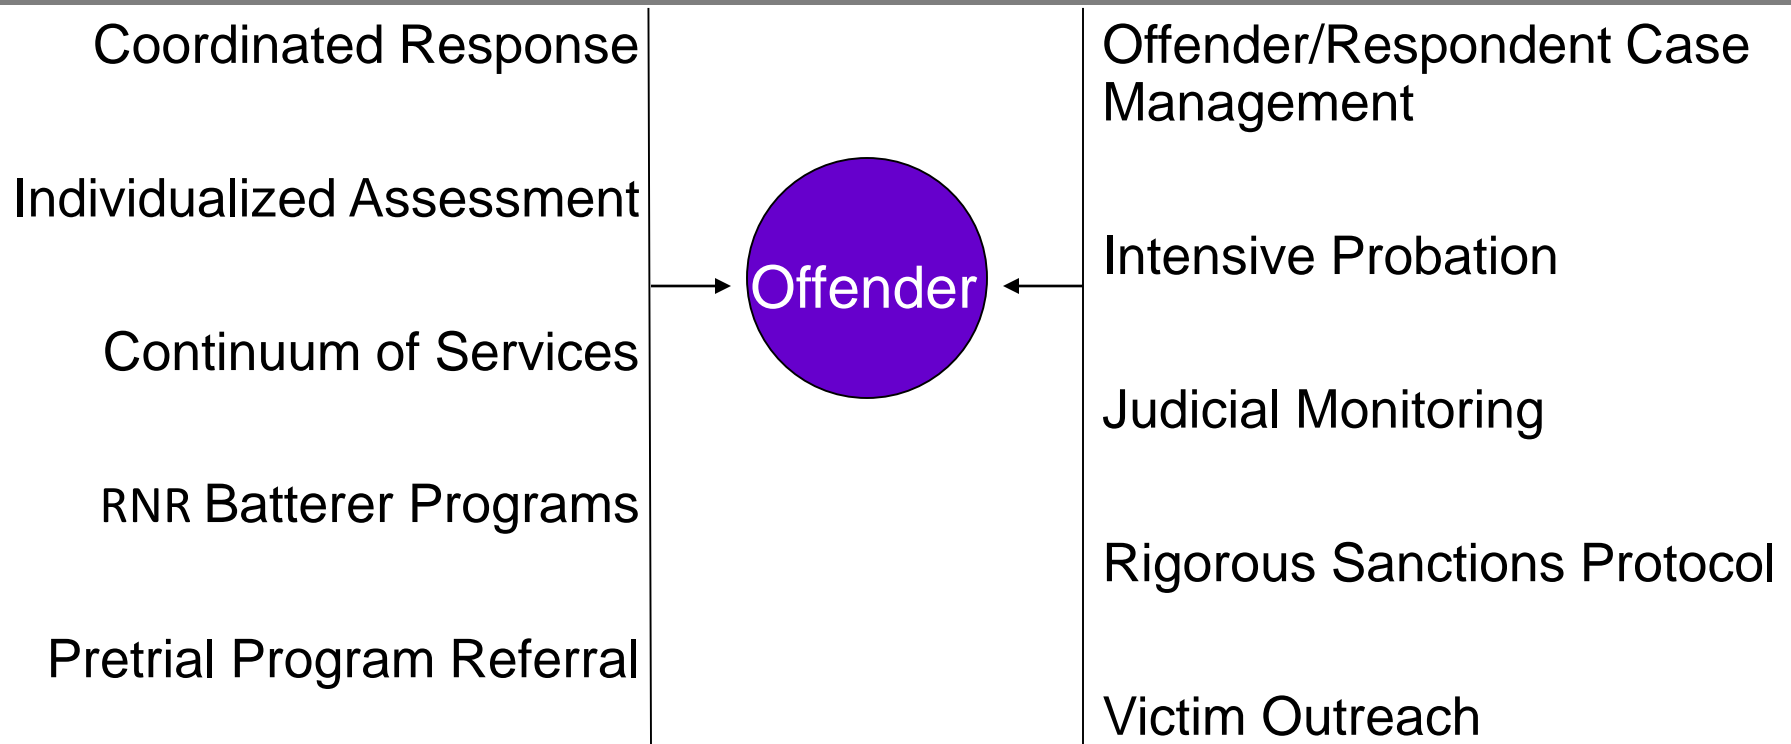 Coordinated Response
Individualized Assessment
Continuum of Services
RNR Batterer Programs
Pretrial Program Referral
Offender
Offender/Respondent Case
Management
Intensive Probation
Judicial Monitoring
Rigorous Sanctions Protocol
Victim Outreach